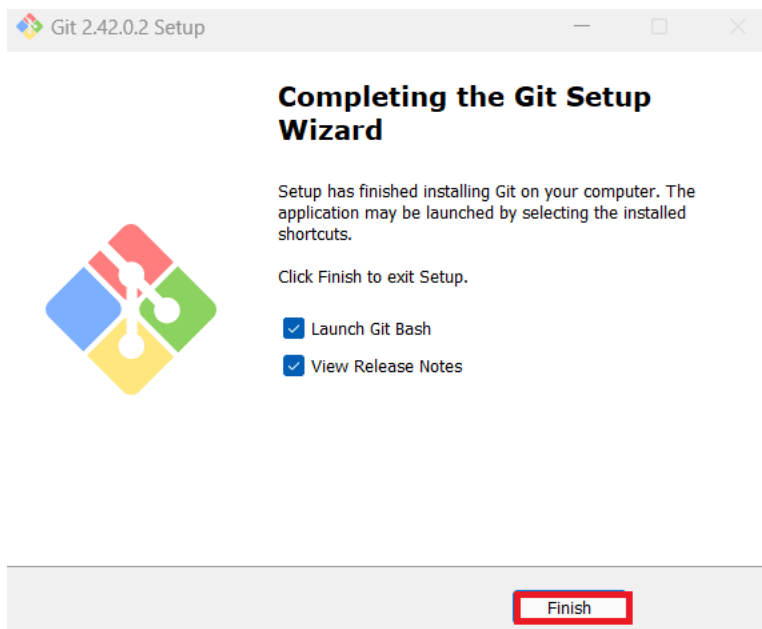 Git 2.42.0.2 Setup
Completing the Git Setup
Wizard
Setup has finished installing Git on your computer. The
application may be launched by selecting the installed
shortcuts.
Click Finish to exit Setup.
Launch Git Bash
View Release Notes
Finish